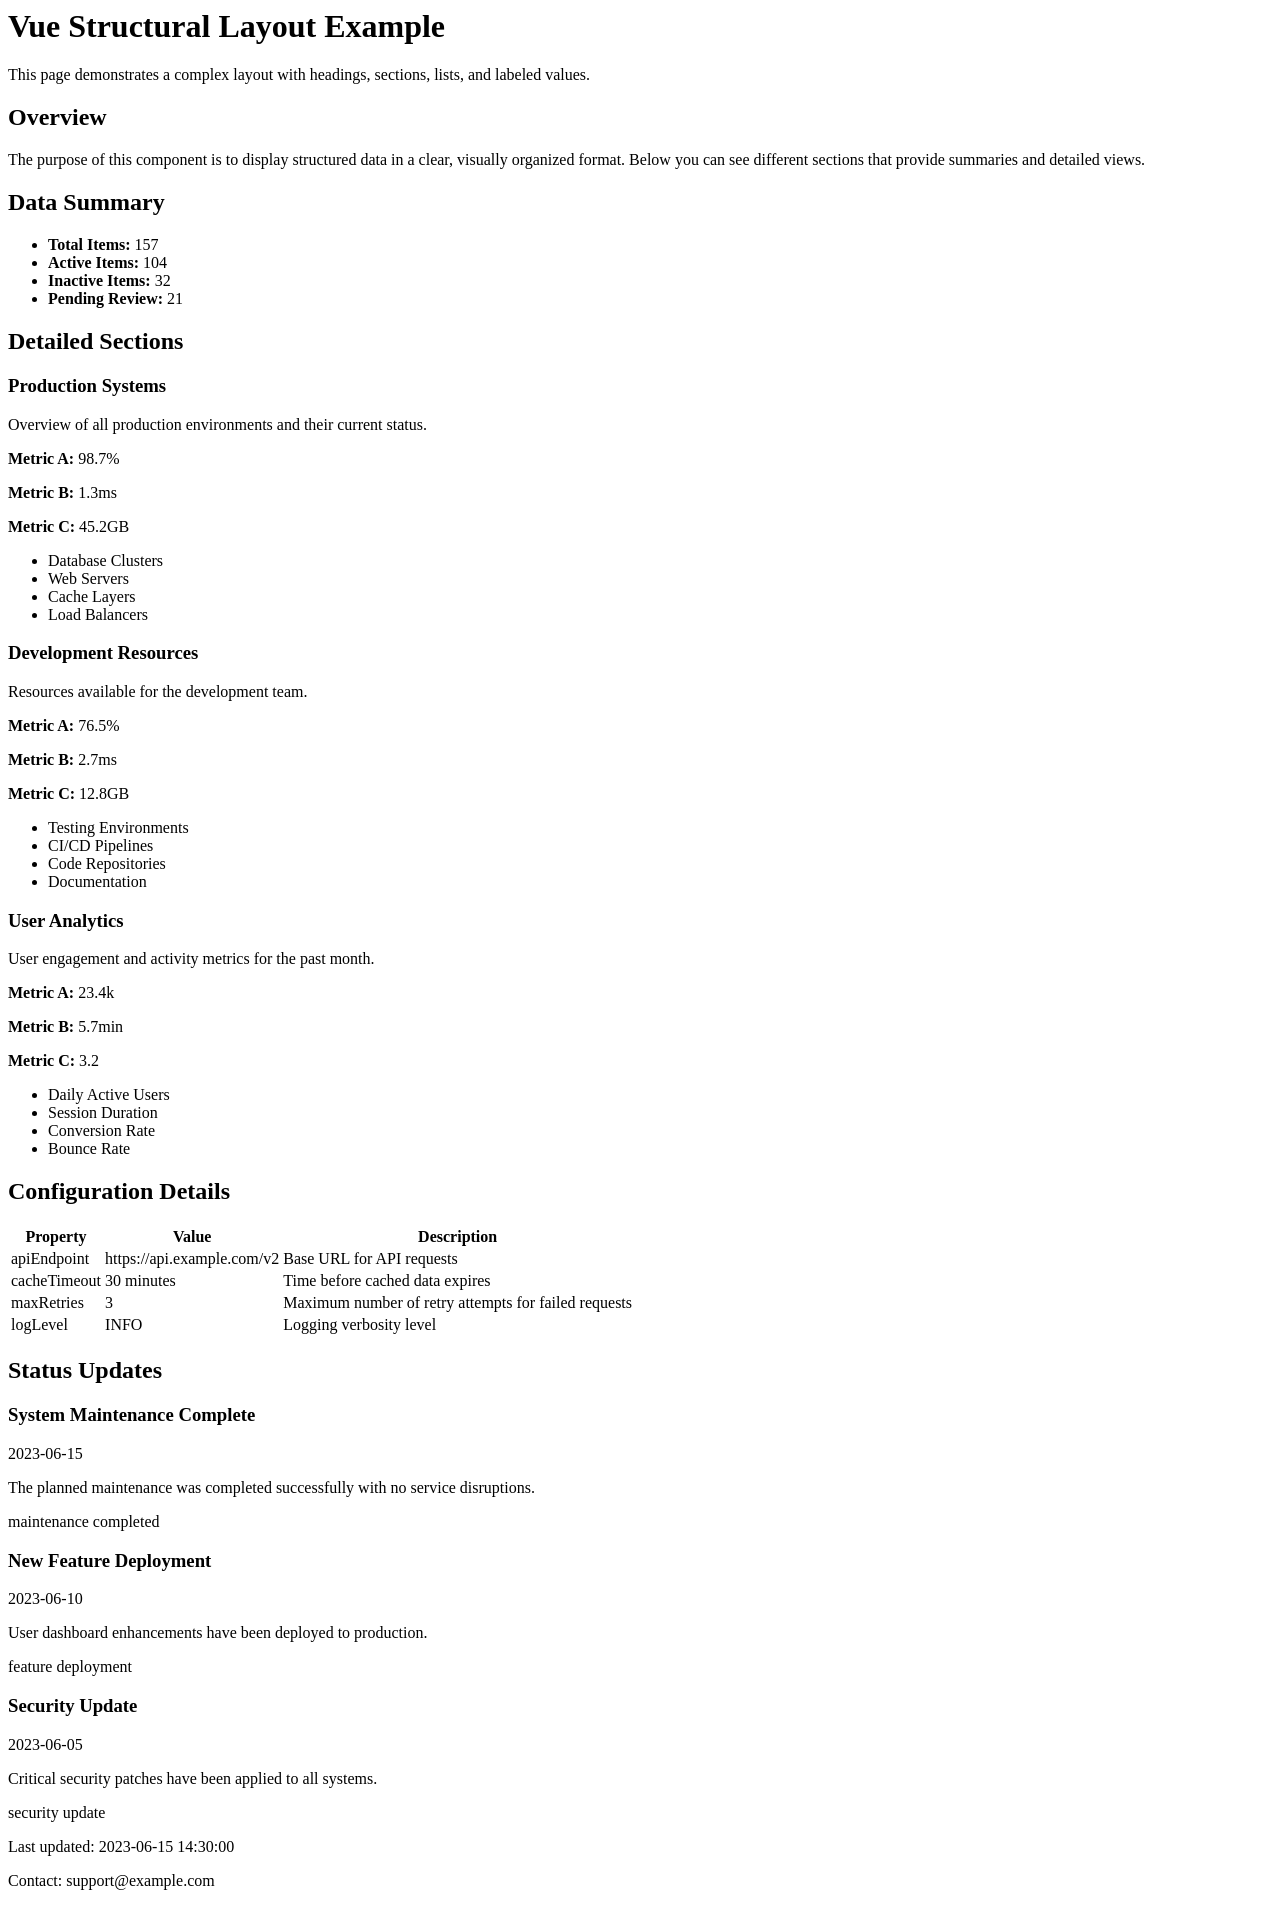 Vue Structural Layout Example
This page demonstrates a complex layout with headings, sections, lists, and labeled values.
Overview
The purpose of this component is to display structured data in a clear, visually organized format. Below you can see different sections that provide summaries and detailed views.
Data Summary
Total Items: 157
Active Items: 104
Inactive Items: 32
Pending Review: 21
Detailed Sections
Production Systems
Overview of all production environments and their current status.
Metric A: 98.7%
Metric B: 1.3ms
Metric C: 45.2GB
Database Clusters
Web Servers
Cache Layers
Load Balancers
Development Resources
Resources available for the development team.
Metric A: 76.5%
Metric B: 2.7ms
Metric C: 12.8GB
Testing Environments
CI/CD Pipelines
Code Repositories
Documentation
User Analytics
User engagement and activity metrics for the past month.
Metric A: 23.4k
Metric B: 5.7min
Metric C: 3.2
Daily Active Users
Session Duration
Conversion Rate
Bounce Rate
Configuration Details
Property Value Description
apiEndpoint https://api.example.com/v2 Base URL for API requests
cacheTimeout 30 minutes Time before cached data expires
maxRetries 3 Maximum number of retry attempts for failed requests
logLevel INFO Logging verbosity level
Status Updates
System Maintenance Complete
2023-06-15
The planned maintenance was completed successfully with no service disruptions.
maintenance completed
New Feature Deployment
2023-06-10
User dashboard enhancements have been deployed to production.
feature deployment
Security Update
2023-06-05
Critical security patches have been applied to all systems.
security update
Last updated: 2023-06-15 14:30:00
Contact: support@example.com